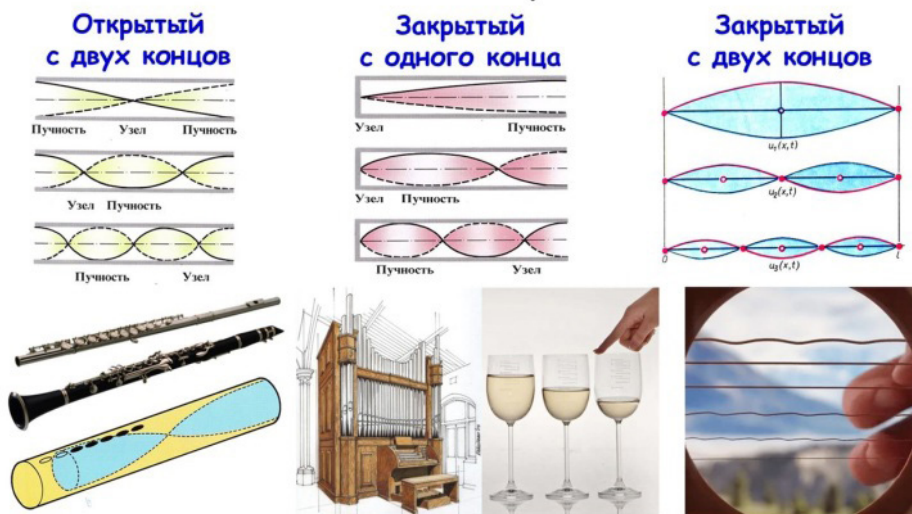 Открытый
с двух концов
Пучность Узел Пучность
Узел Пучность
Пучность Узел
Закрытый
с одного конца
Узел Пучность
Узел Пучность
Пучность Узел
Закрытый
с двух концов
u₁(x,t)
u₂(x,t)
u₃(x,t)
0 l